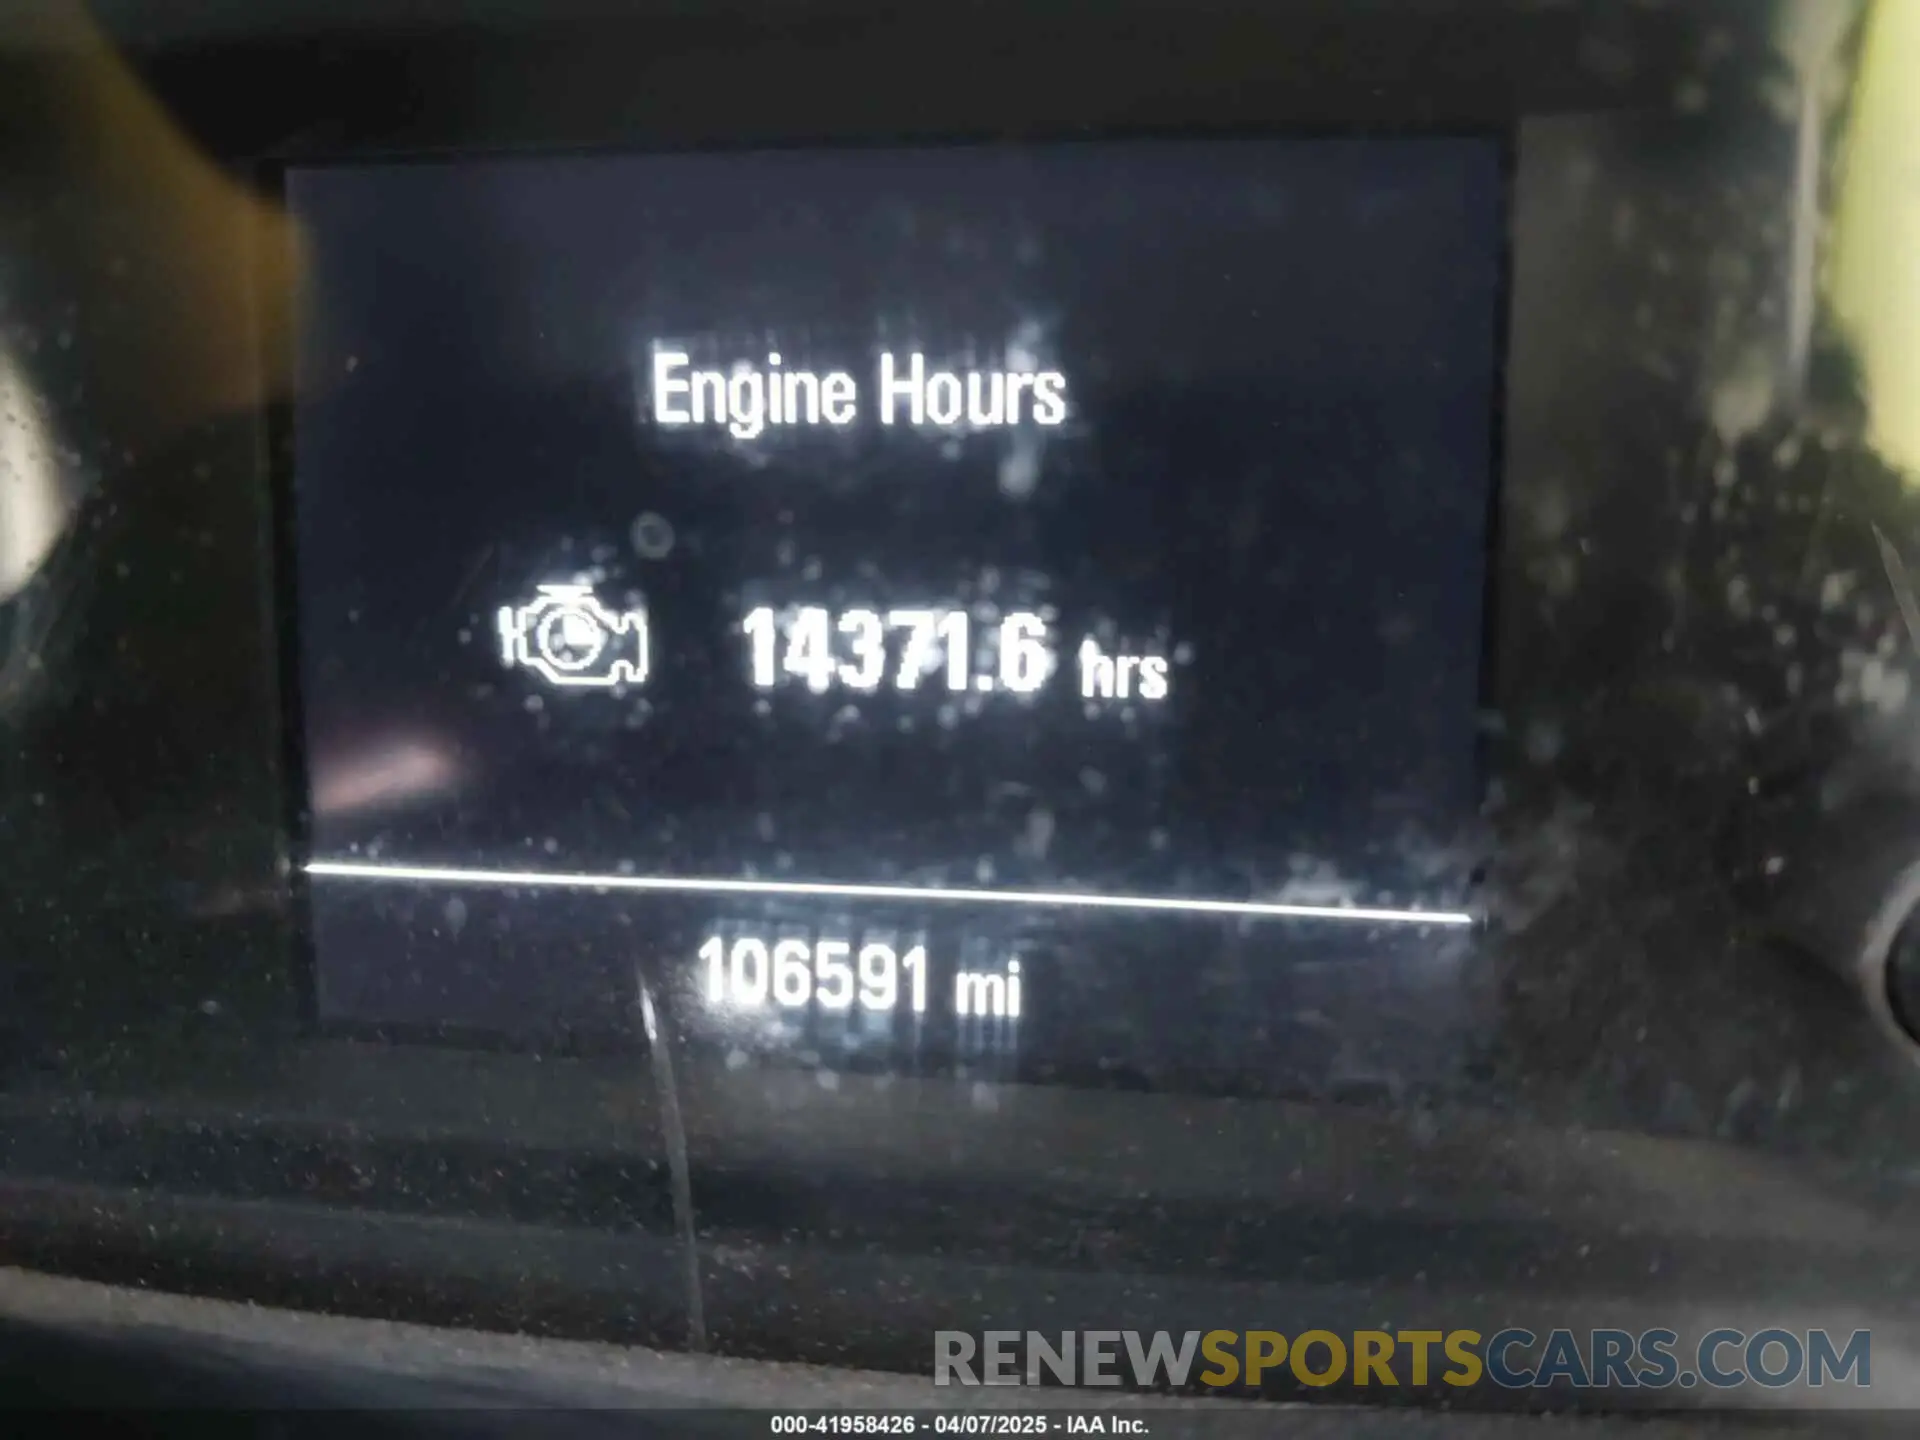 Engine Hours
14371.6 hrs
106591 mi
RENEWSPORTSCARS.COM
000-41958426 - 04/07/2025 - IAA Inc.